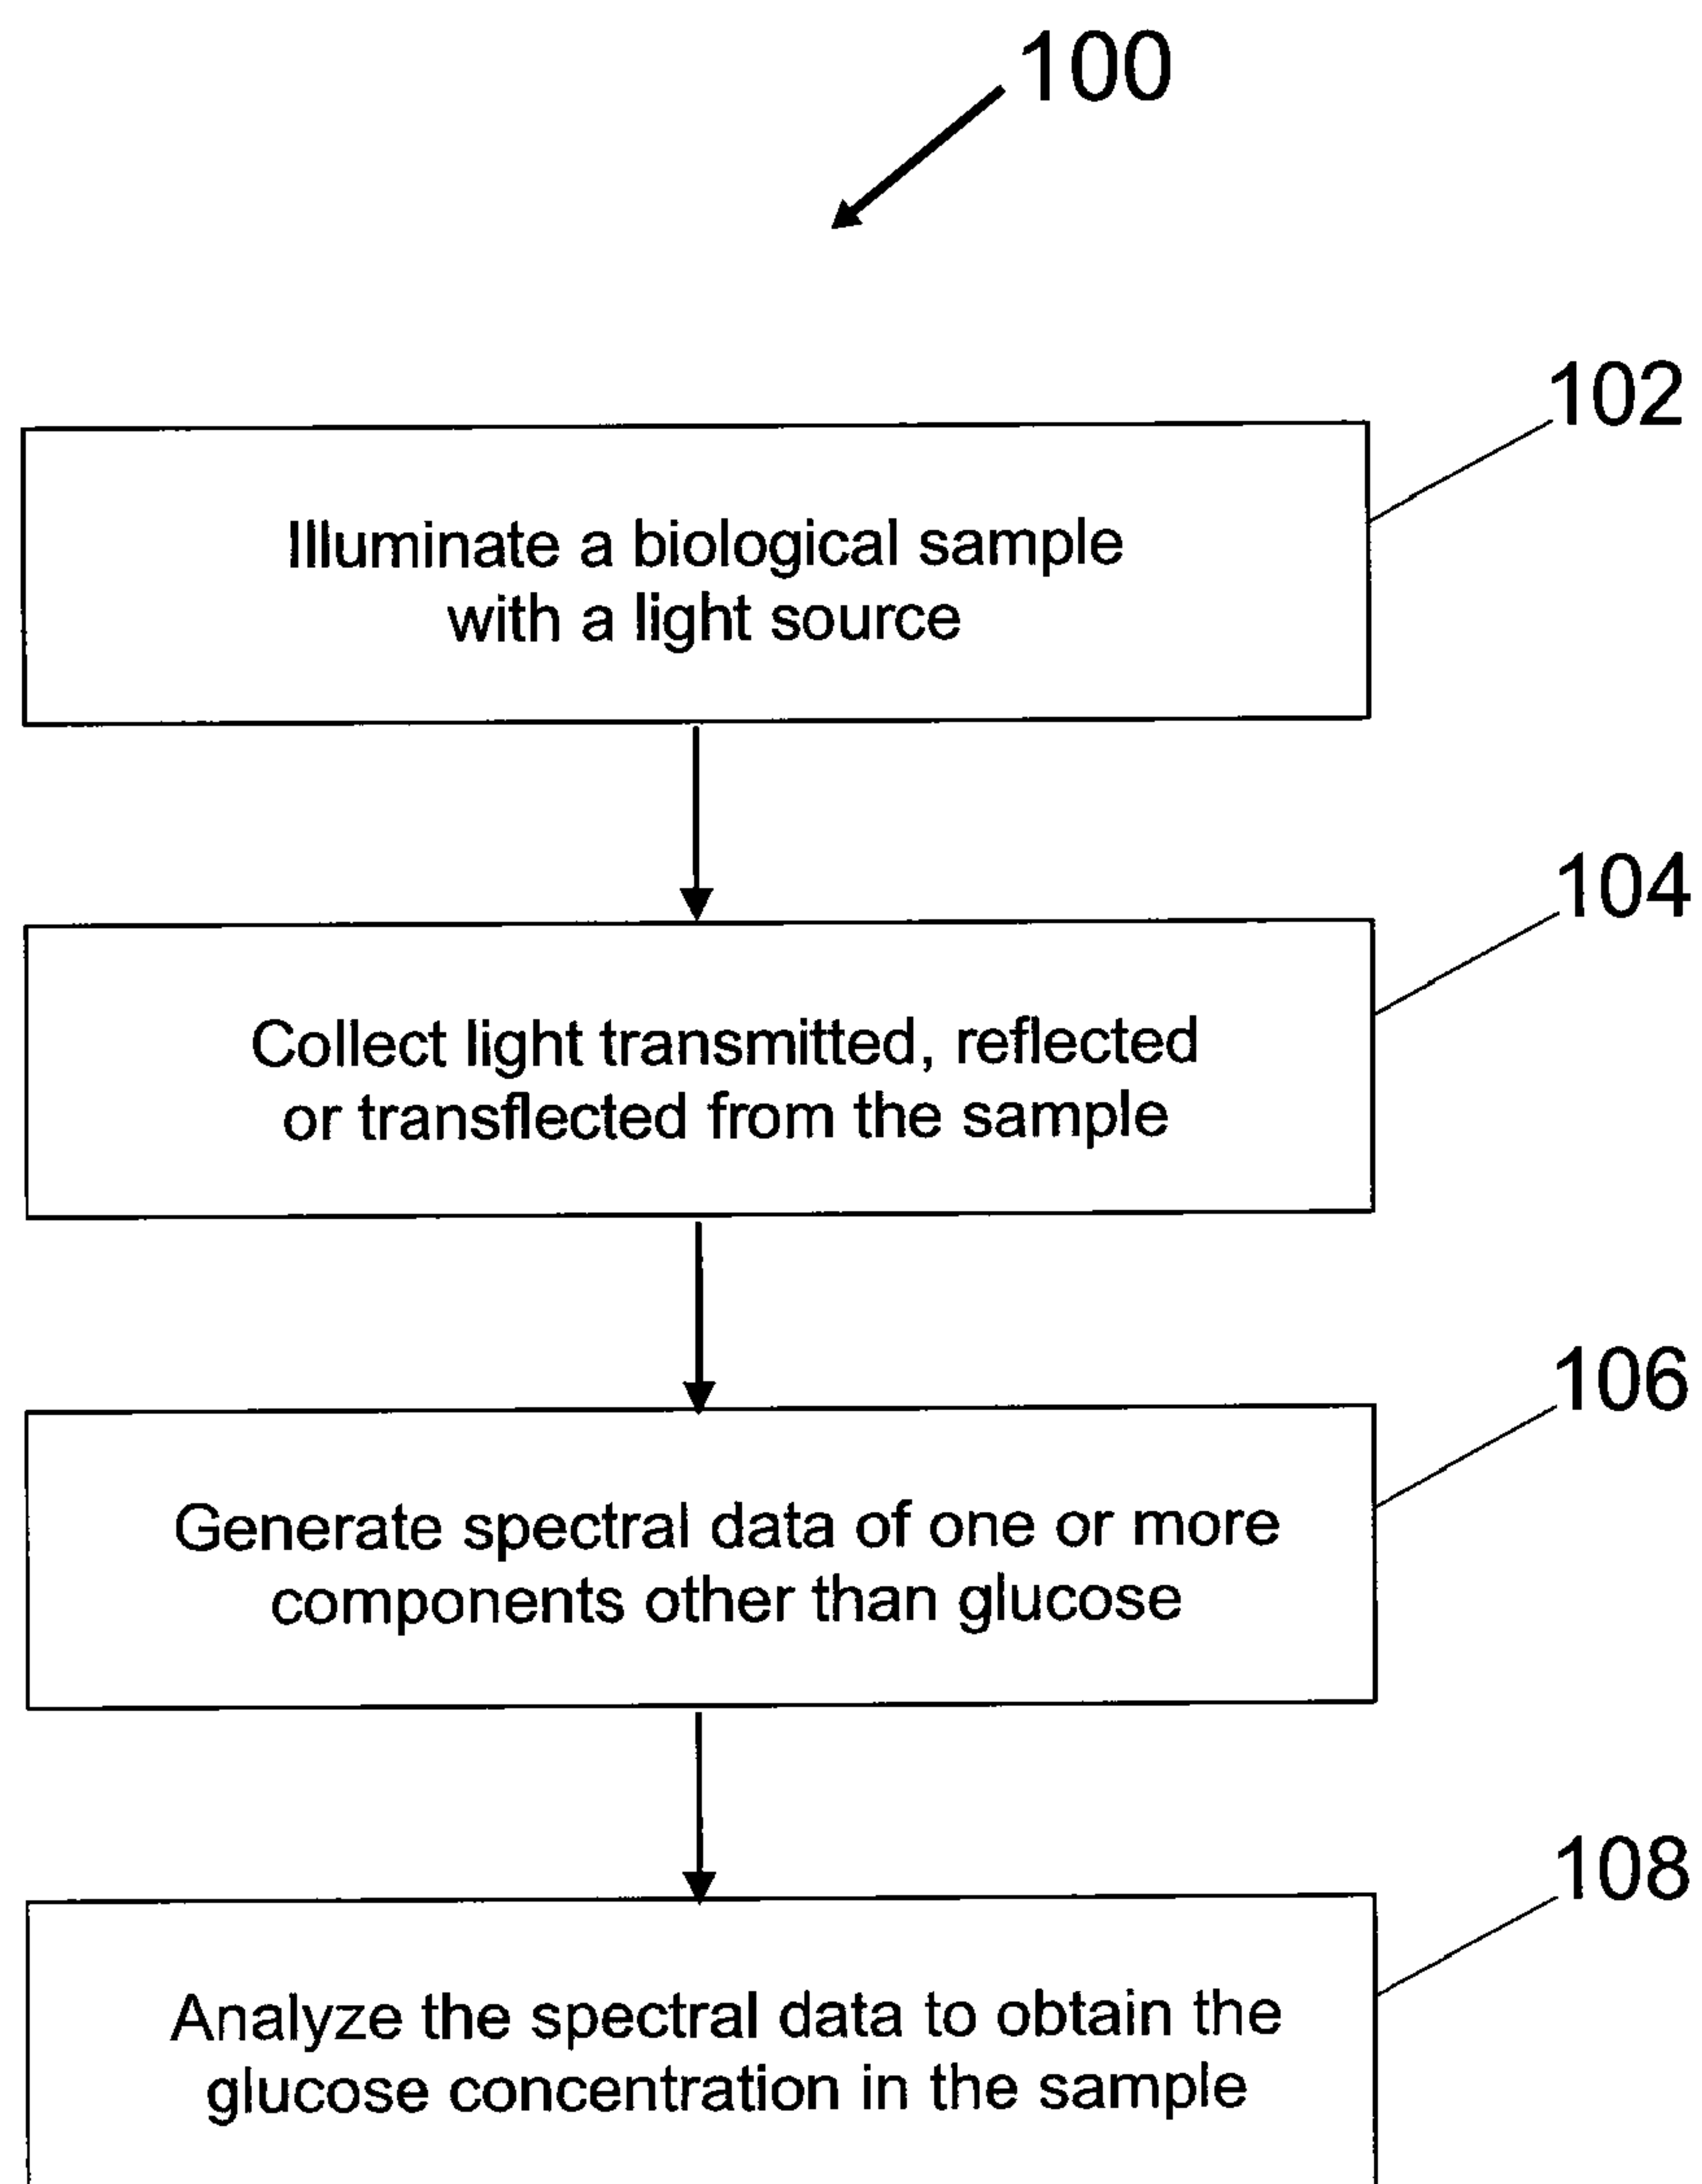 100
102
Illuminate a biological sample
with a light source
104
Collect light transmitted, reflected
or transflected from the sample
106
Generate spectral data of one or more
components other than glucose
108
Analyze the spectral data to obtain the
glucose concentration in the sample